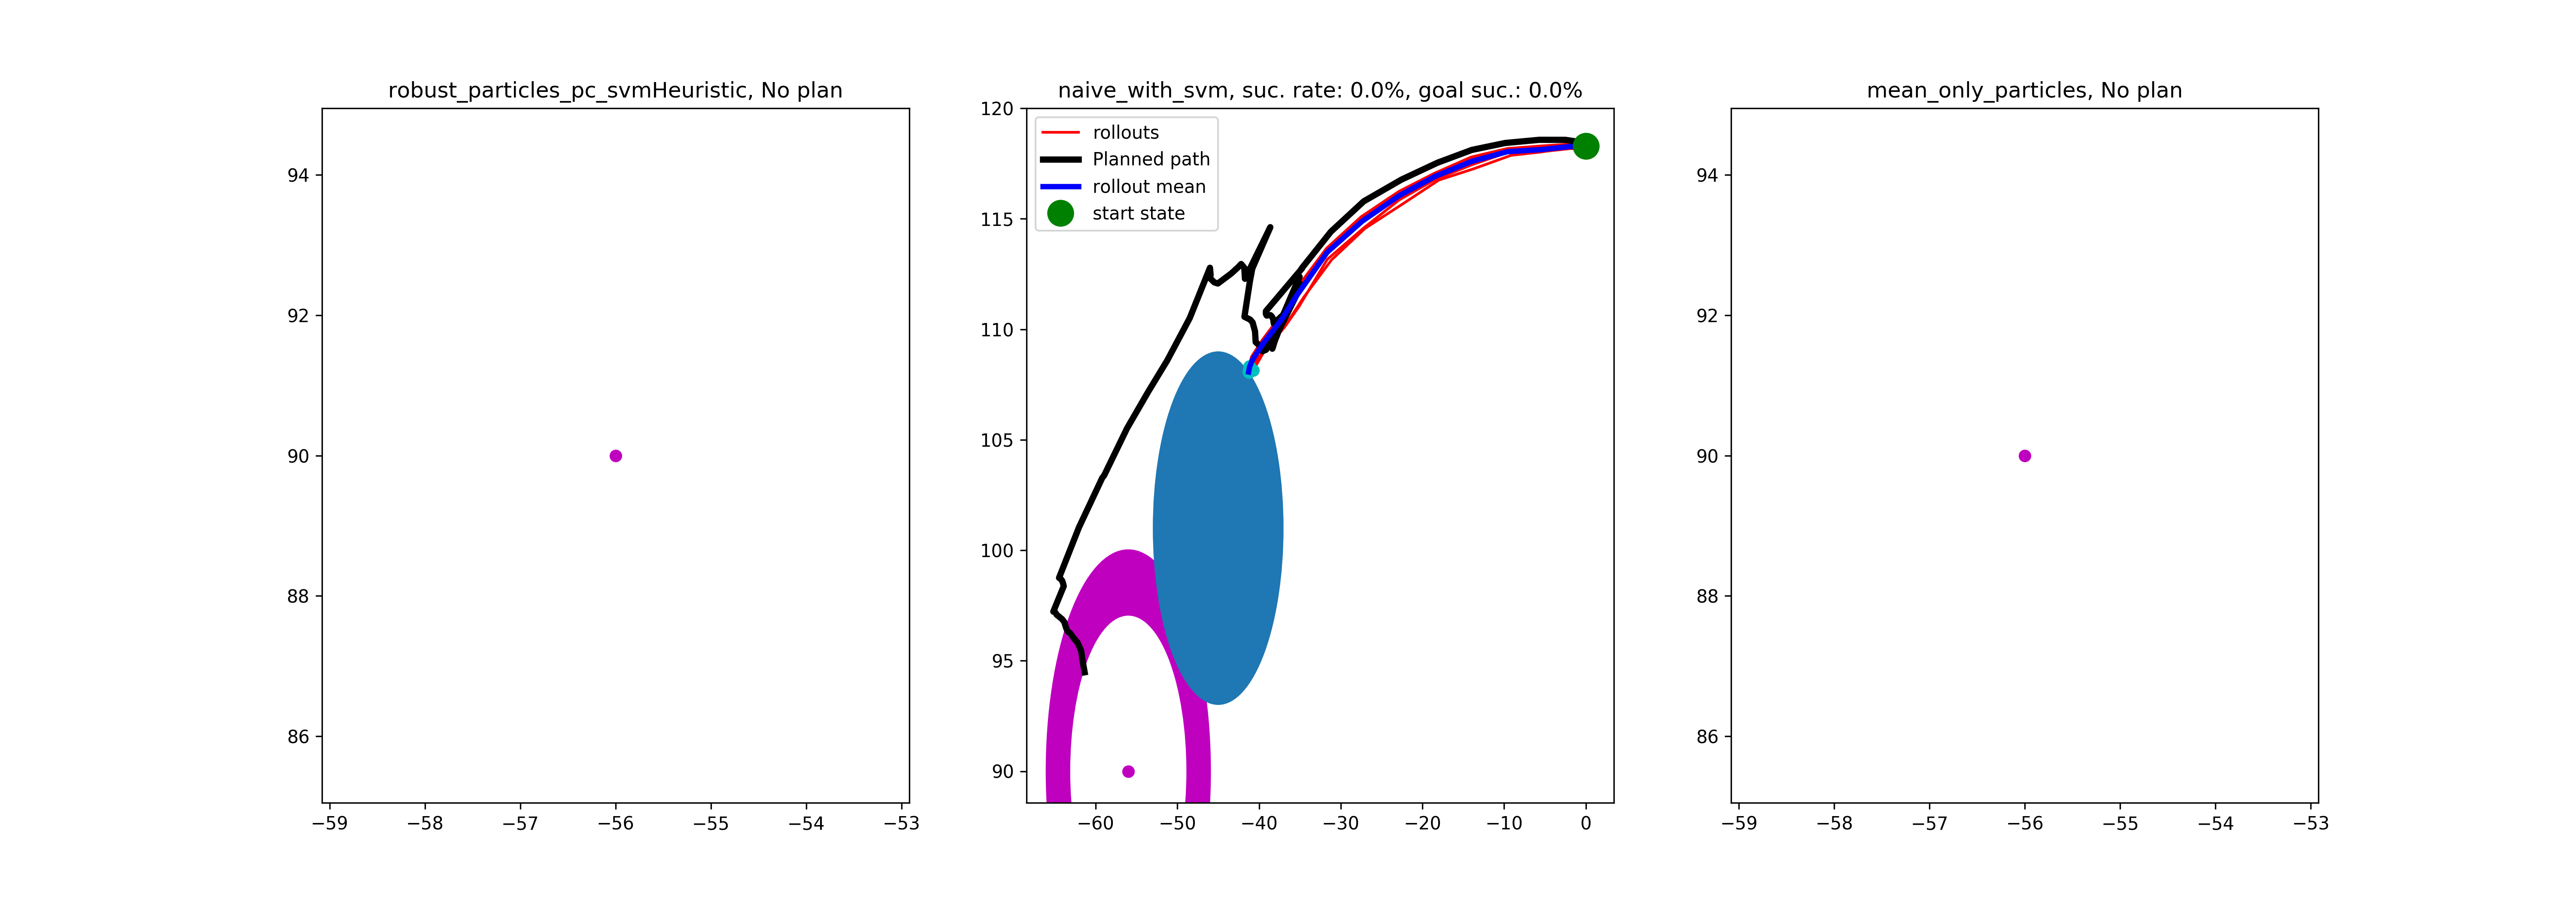 robust_particles_pc_svmHeuristic, No plan
94
92
90
88
86
−59 −58 −57 −56 −55 −54 −53
naive_with_svm, suc. rate: 0.0%, goal suc.: 0.0%
rollouts
Planned path
rollout mean
start state
120
115
110
105
100
95
90
−60 −50 −40 −30 −20 −10 0
mean_only_particles, No plan
94
92
90
88
86
−59 −58 −57 −56 −55 −54 −53